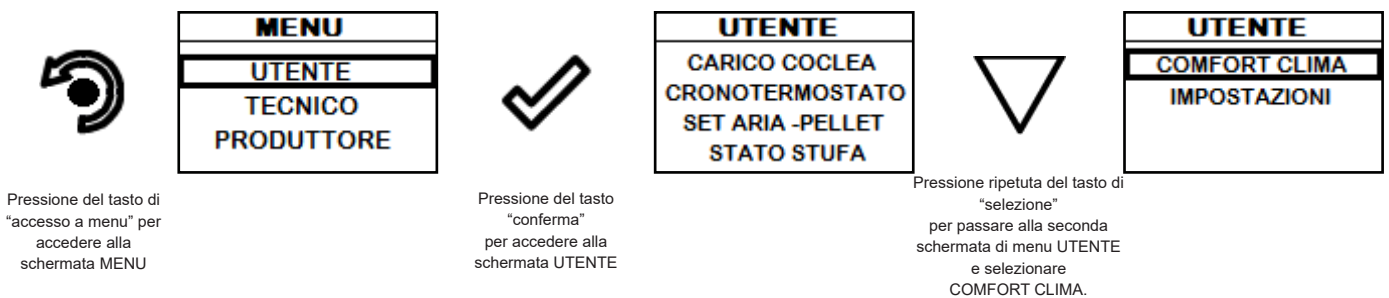 MENU
UTENTE
TECNICO
PRODUTTORE
UTENTE
CARICO COCLEA
CRONOTERMOSTATO
SET ARIA -PELLET
STATO STUFA
UTENTE
COMFORT CLIMA
IMPOSTAZIONI
Pressione del tasto di
“accesso a menu” per
accedere alla
schermata MENU
Pressione del tasto
“conferma”
per accedere alla
schermata UTENTE
Pressione ripetuta del tasto di
“selezione”
per passare alla seconda
schermata di menu UTENTE
e selezionare
COMFORT CLIMA.